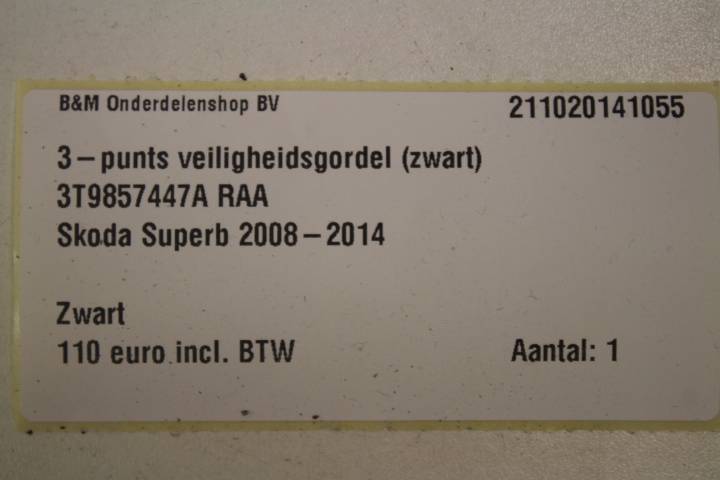 B&M Onderdelenshop BV 211020141055
3-punts veiligheidsgordel (zwart)
3T9857447A RAA
Skoda Superb 2008-2014
Zwart
110 euro incl. BTW Aantal: 1